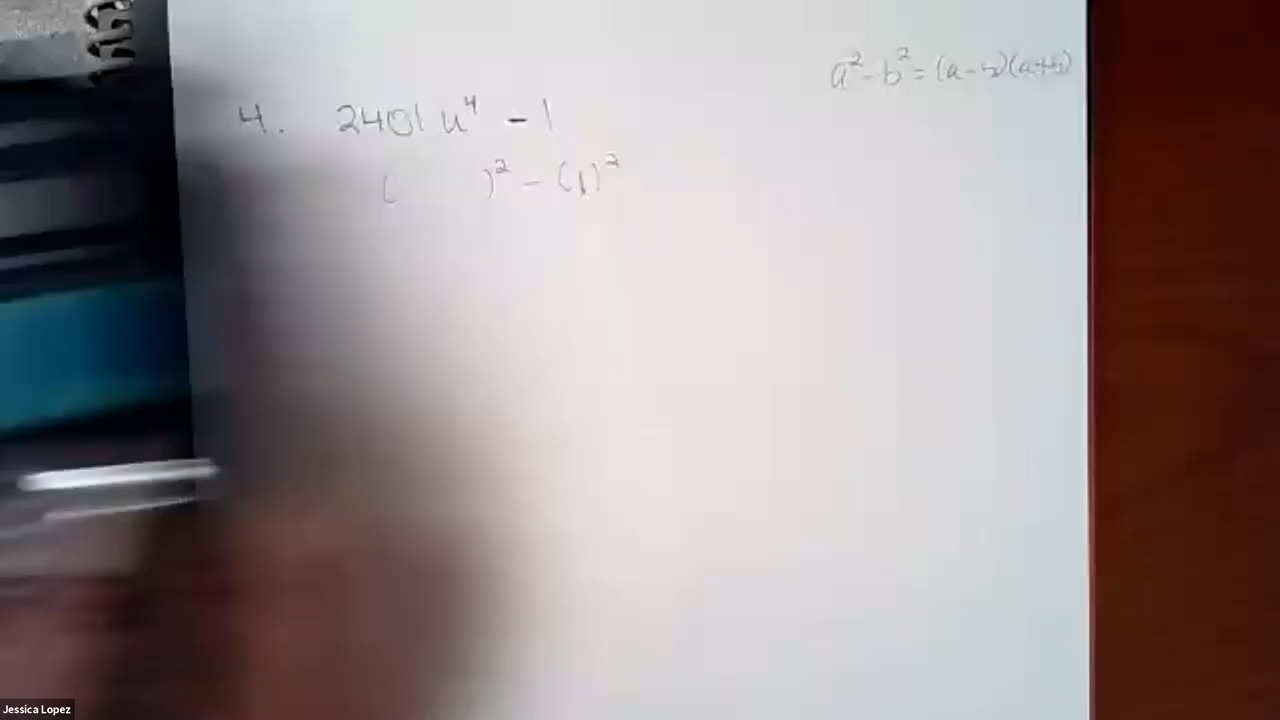 a² - b² = (a-b)(a+b)
4. 2401 u⁴ - 1
( )² - (1)²
Jessica Lopez